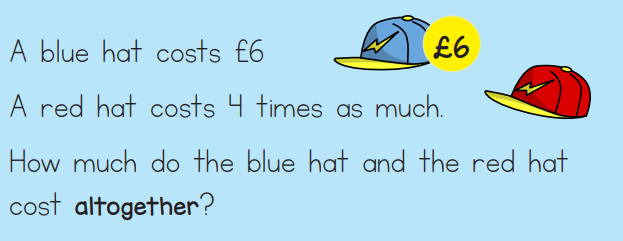 A blue hat costs £6
£6
A red hat costs 4 times as much.
How much do the blue hat and the red hat
cost altogether?